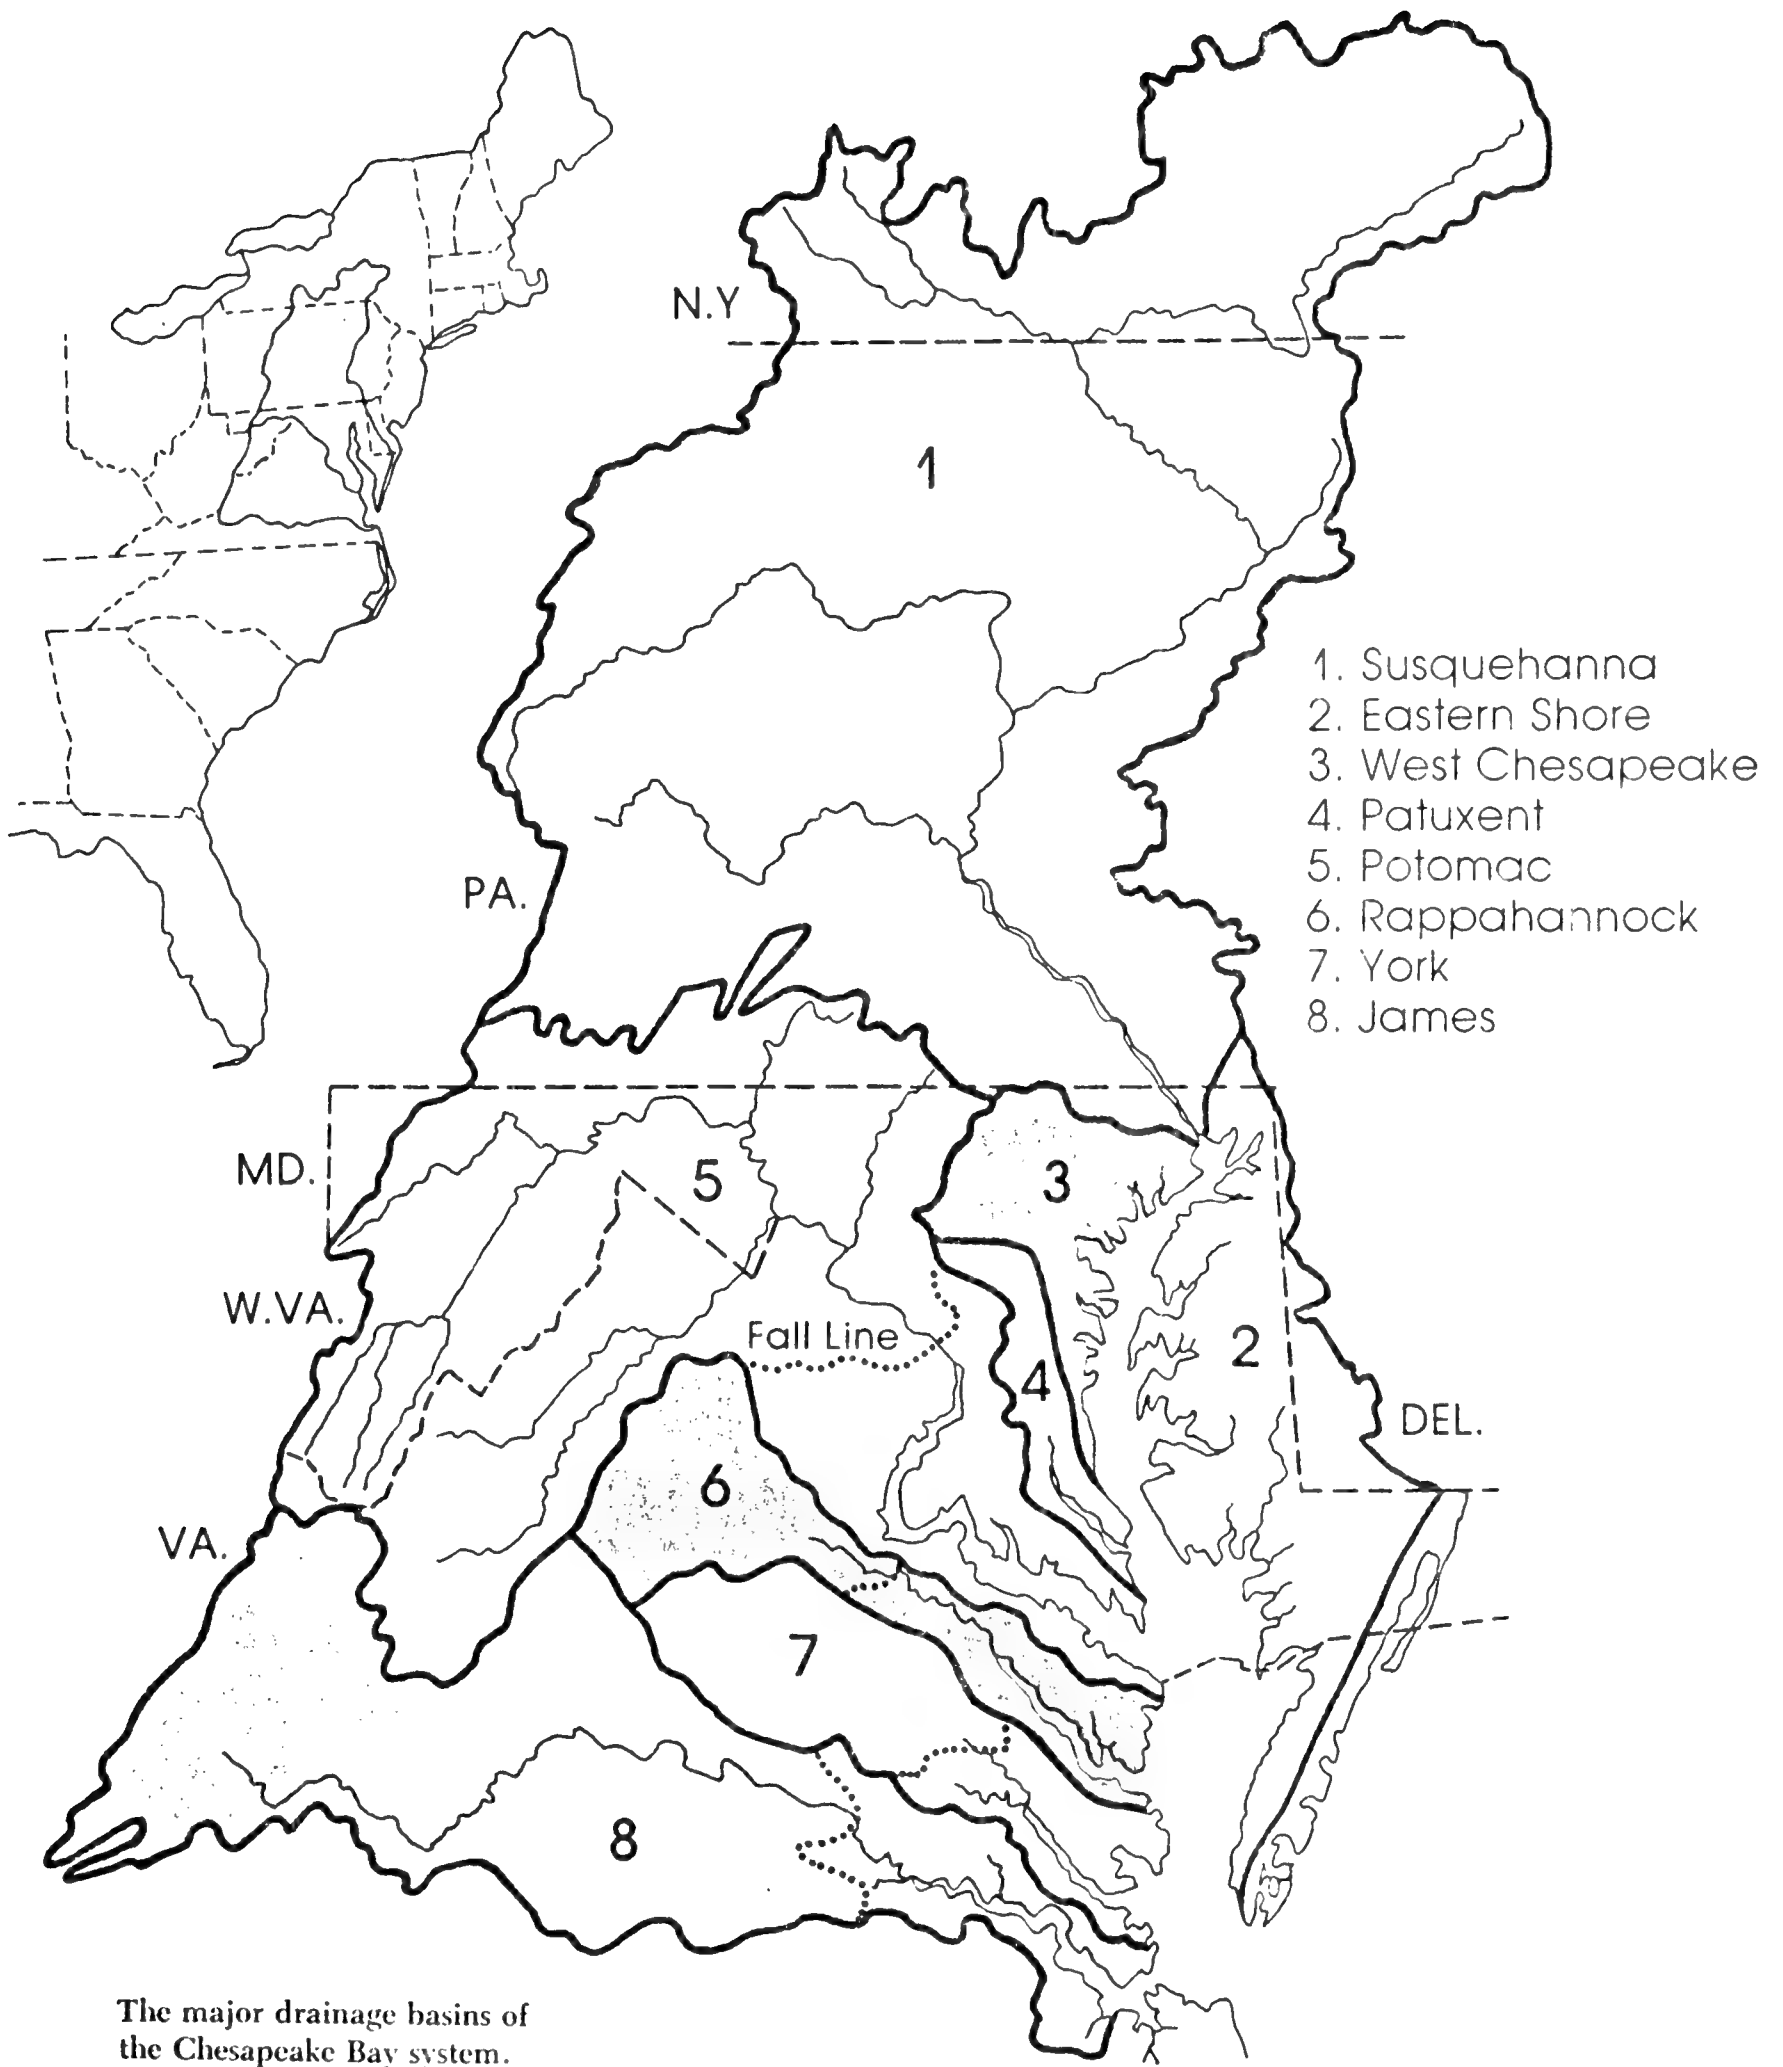 N.Y
1
1. Susquehanna
2. Eastern Shore
3. West Chesapeake
4. Patuxent
5. Potomac
6. Rappahannock
7. York
8. James
PA.
MD.
5
3
W.VA.
Fall Line
2
4
DEL.
6
VA.
7
8
The major drainage basins of
the Chesapeake Bay system.